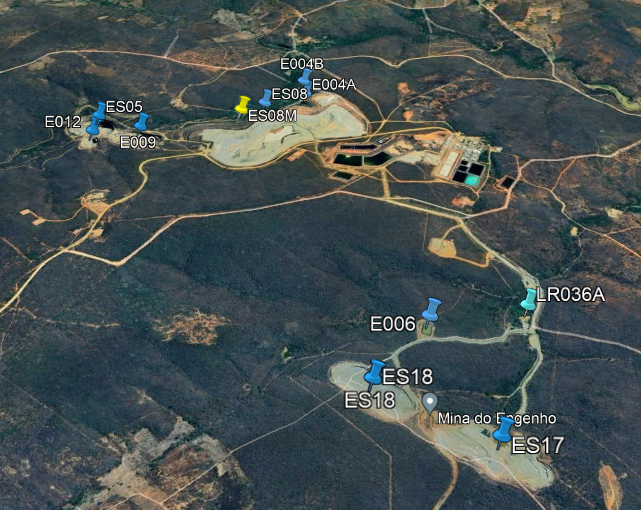 E004B
E004A
ES08
ES08M
ES05
E012
E009
LR036A
E006
ES18
ES18
Mina do Engenho
ES17